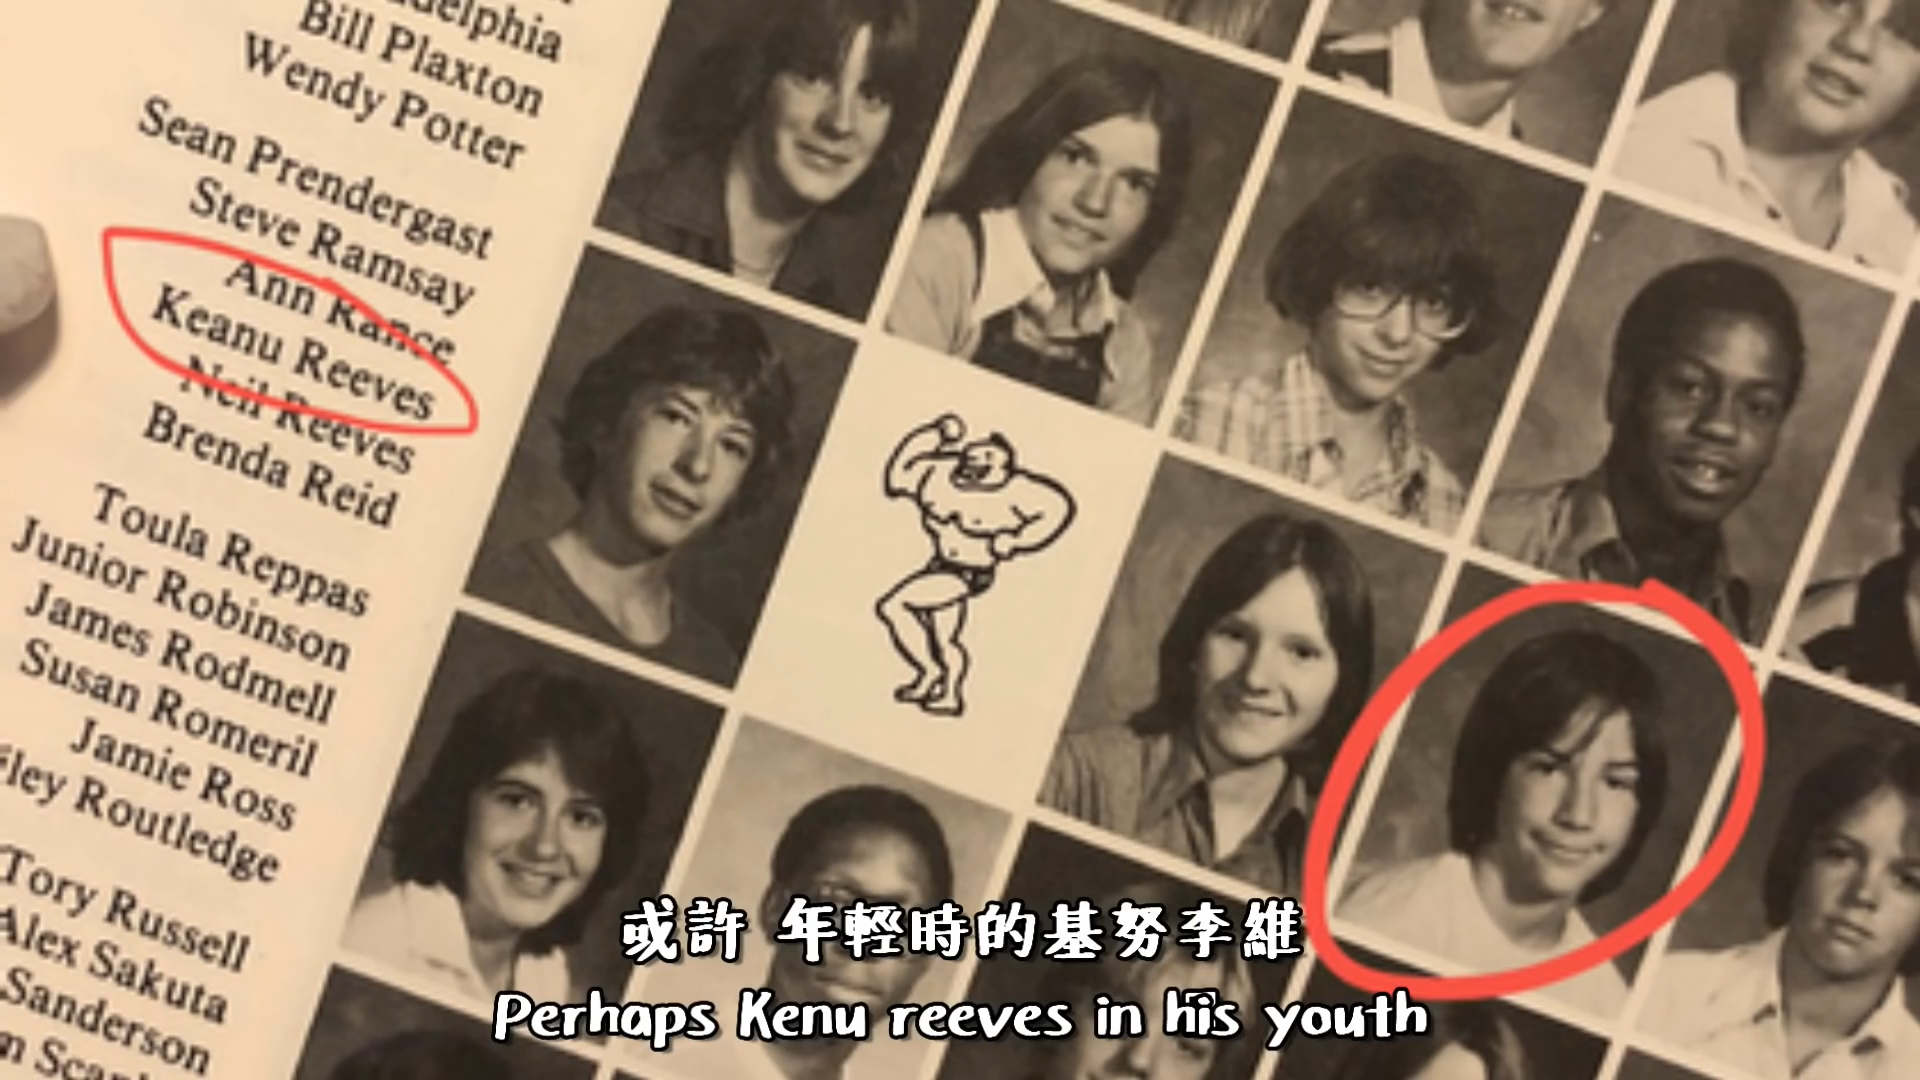 Bill Plaxton
Wendy Potter
Sean Prendergast
Steve Ramsay
Ann Rance
Keanu Reeves
Neil Reeves
Brenda Reid
Toula Reppas
Junior Robinson
James Rodmell
Susan Romeril
Jamie Ross
Routledge
Tory Russell
Alex Sakuta
Sanderson
或許 年輕時的基努李維
Perhaps Kenu reeves in his youth